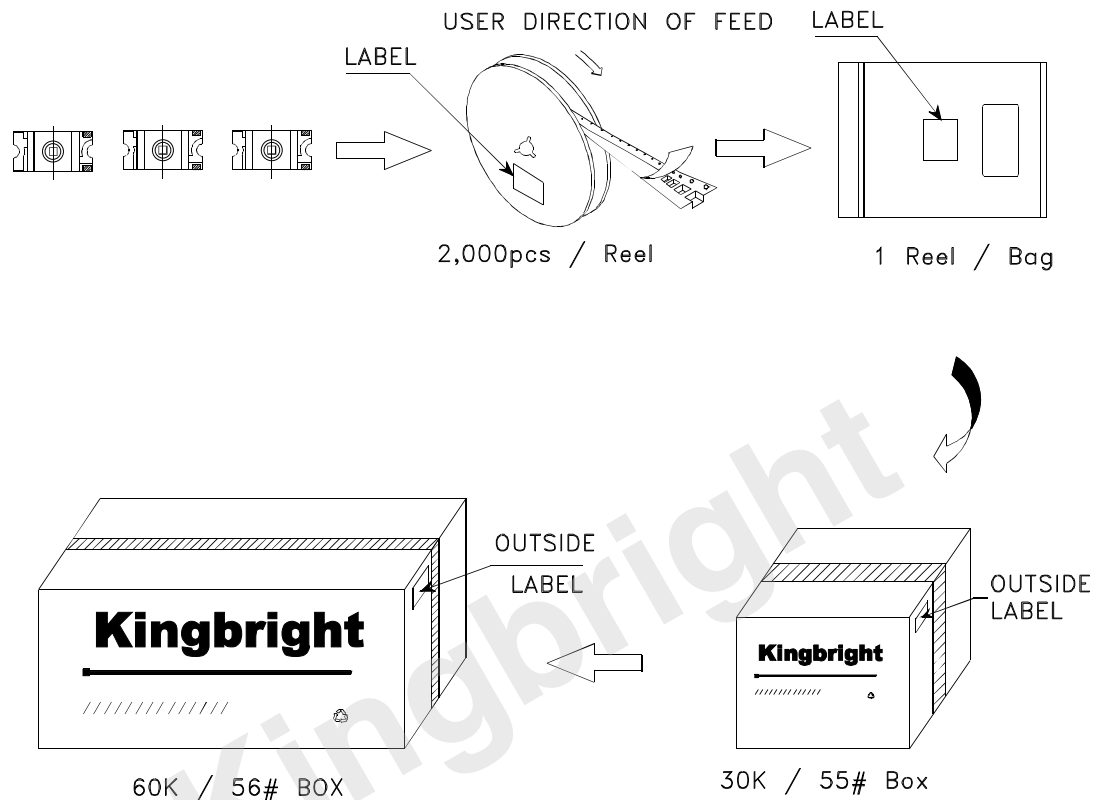 USER DIRECTION OF FEED
LABEL
LABEL
2,000pcs / Reel
1 Reel / Bag
OUTSIDE
LABEL
Kingbright
60K / 56# BOX
OUTSIDE
LABEL
Kingbright
30K / 55# Box
Kingbright